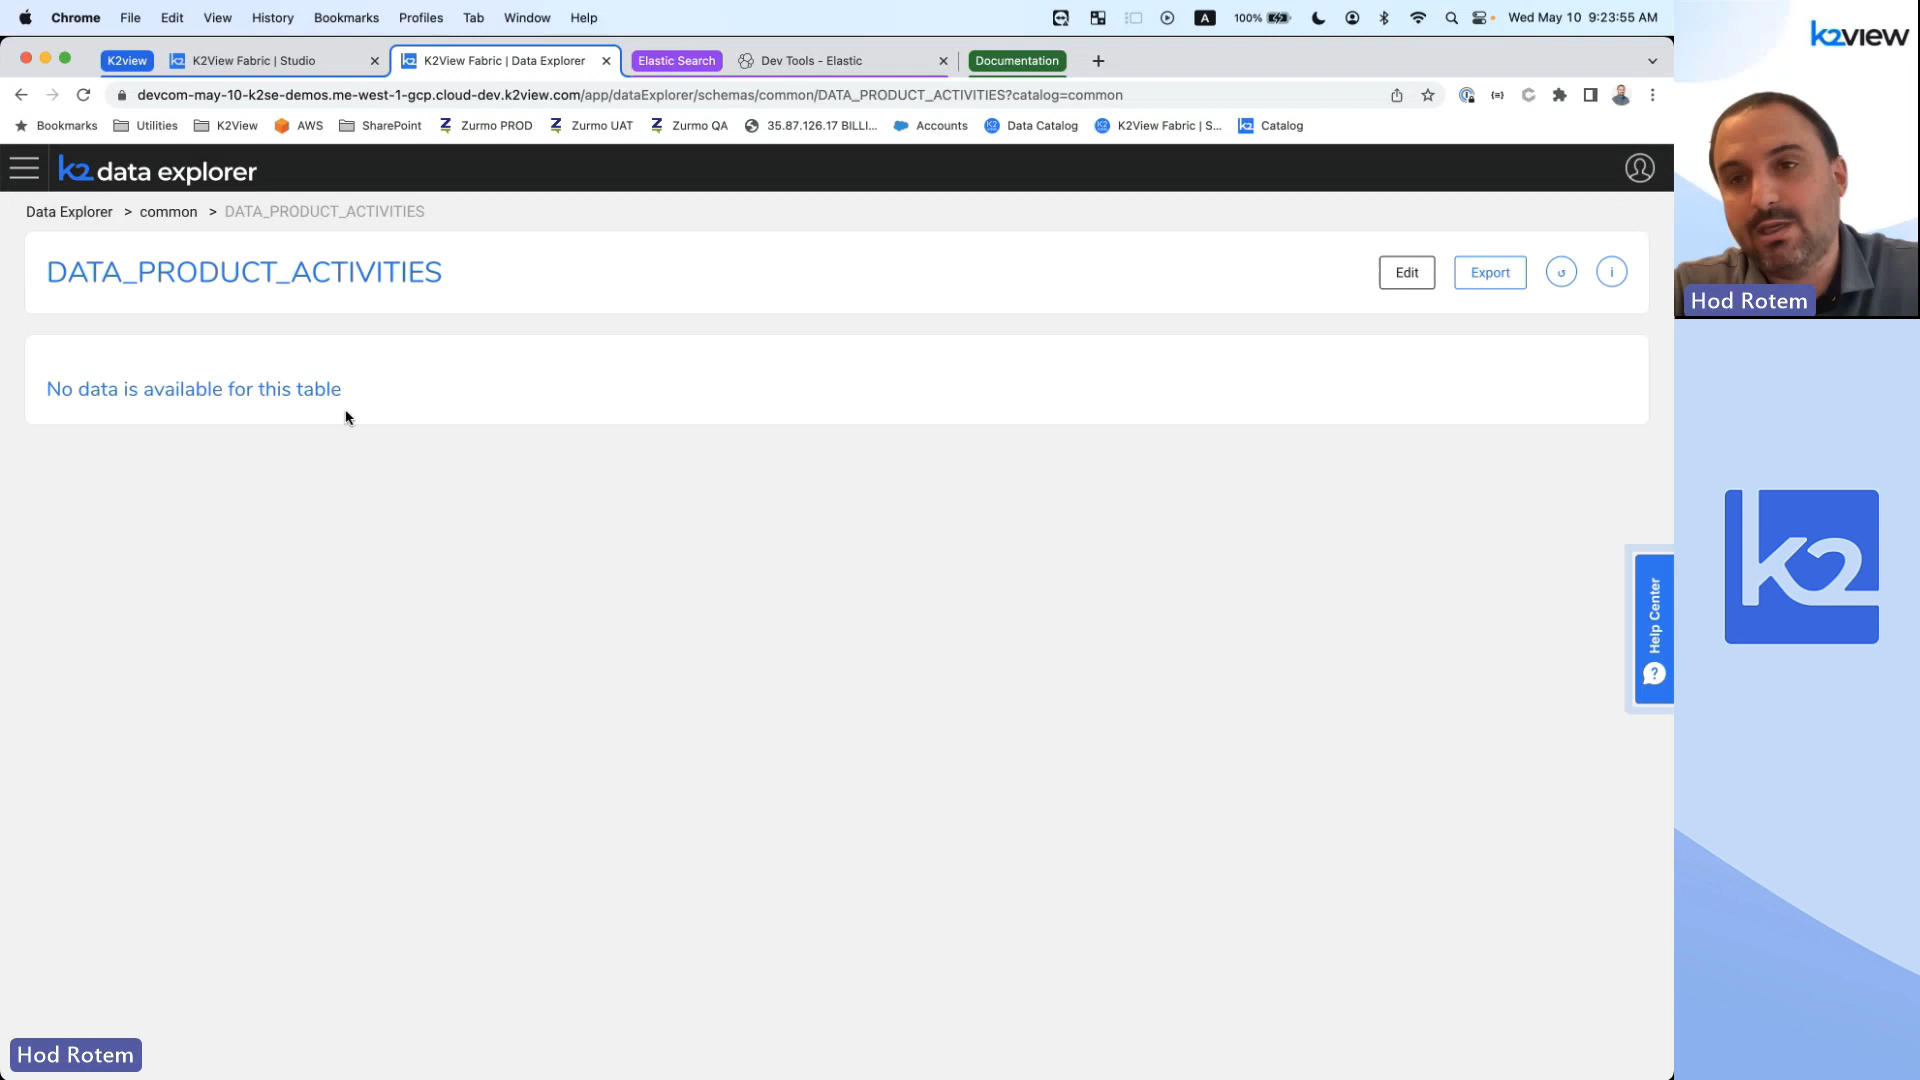 Chrome File Edit View History Bookmarks Profiles Tab Window Help A 100% Wed May 10 9:23:55 AM
K2view K2View Fabric | Studio K2View Fabric | Data Explorer Elastic Search Dev Tools - Elastic Documentation
devcom-may-10-k2se-demos.me-west-1-gcp.cloud-dev.k2view.com/app/dataExplorer/schemas/common/DATA_PRODUCT_ACTIVITIES?catalog=common
Bookmarks Utilities K2View AWS SharePoint Zurmo PROD Zurmo UAT Zurmo QA 35.87.126.17 BILLI... Accounts Data Catalog K2View Fabric | S... Catalog
k2 data explorer
Data Explorer > common > DATA_PRODUCT_ACTIVITIES
DATA_PRODUCT_ACTIVITIES
Edit Export i
No data is available for this table
Help Center
?
Hod Rotem
k2view
Hod Rotem
k2